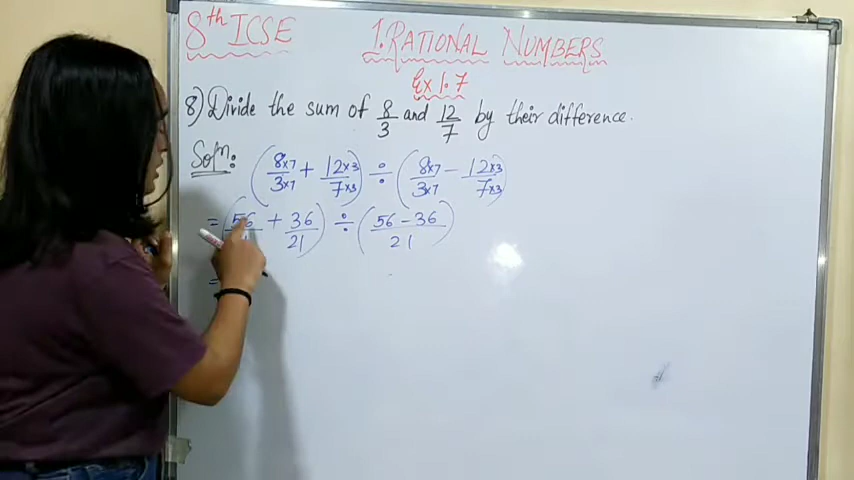 8th ICSE 1. RATIONAL NUMBERS
Ex 1.7
8) Divide the sum of 8/3 and 12/7 by their difference.
Soln: (8×7/3×7 + 12×3/7×3) ÷ (8×7/3×7 − 12×3/7×3)
= (56/ + 36/21) ÷ (56 − 36/21)
=